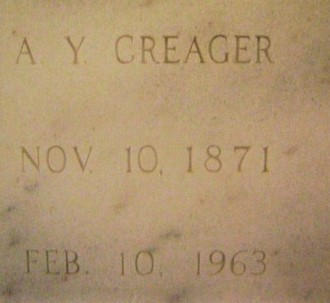 A. Y CREAGER
NOV. 10, 1871
FEB. 10, 1963